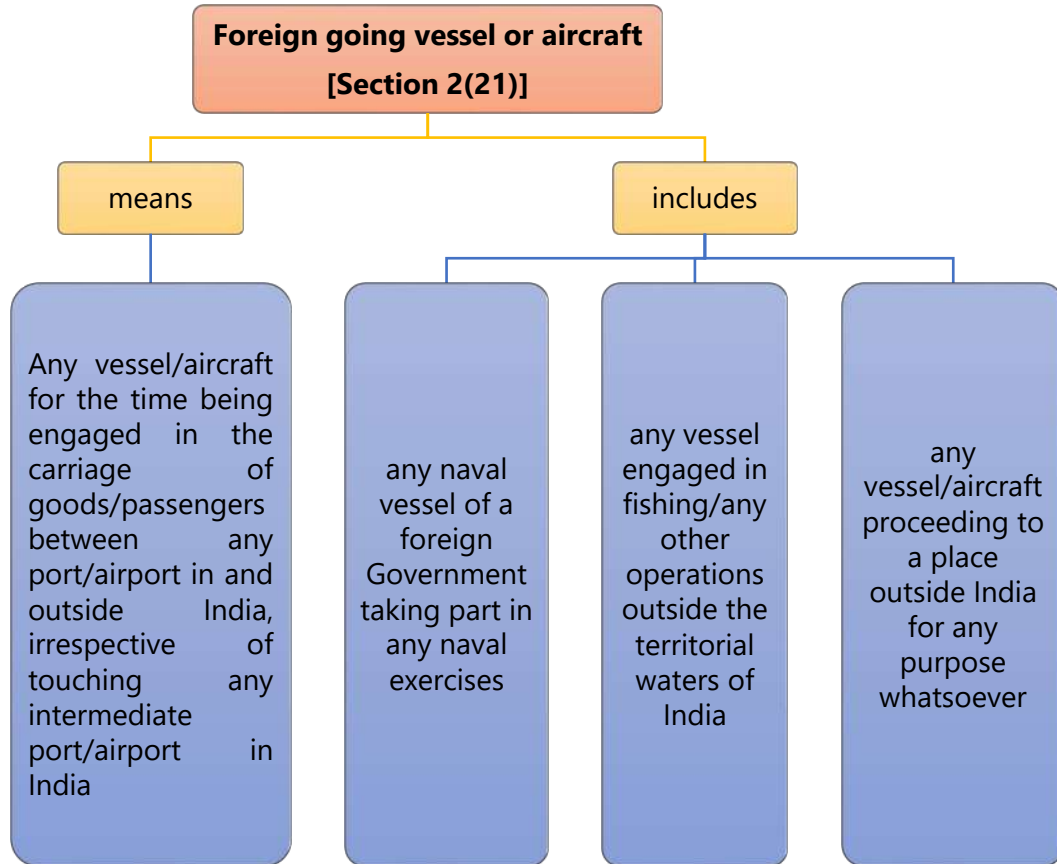 Foreign going vessel or aircraft
[Section 2(21)]
means
includes
Any vessel/aircraft
for the time being
engaged in the
carriage of
goods/passengers
between any
port/airport in and
outside India,
irrespective of
touching any
intermediate
port/airport in
India
any naval
vessel of a
foreign
Government
taking part in
any naval
exercises
any vessel
engaged in
fishing/any
other
operations
outside the
territorial
waters of
India
any
vessel/aircraft
proceeding to
a place
outside India
for any
purpose
whatsoever